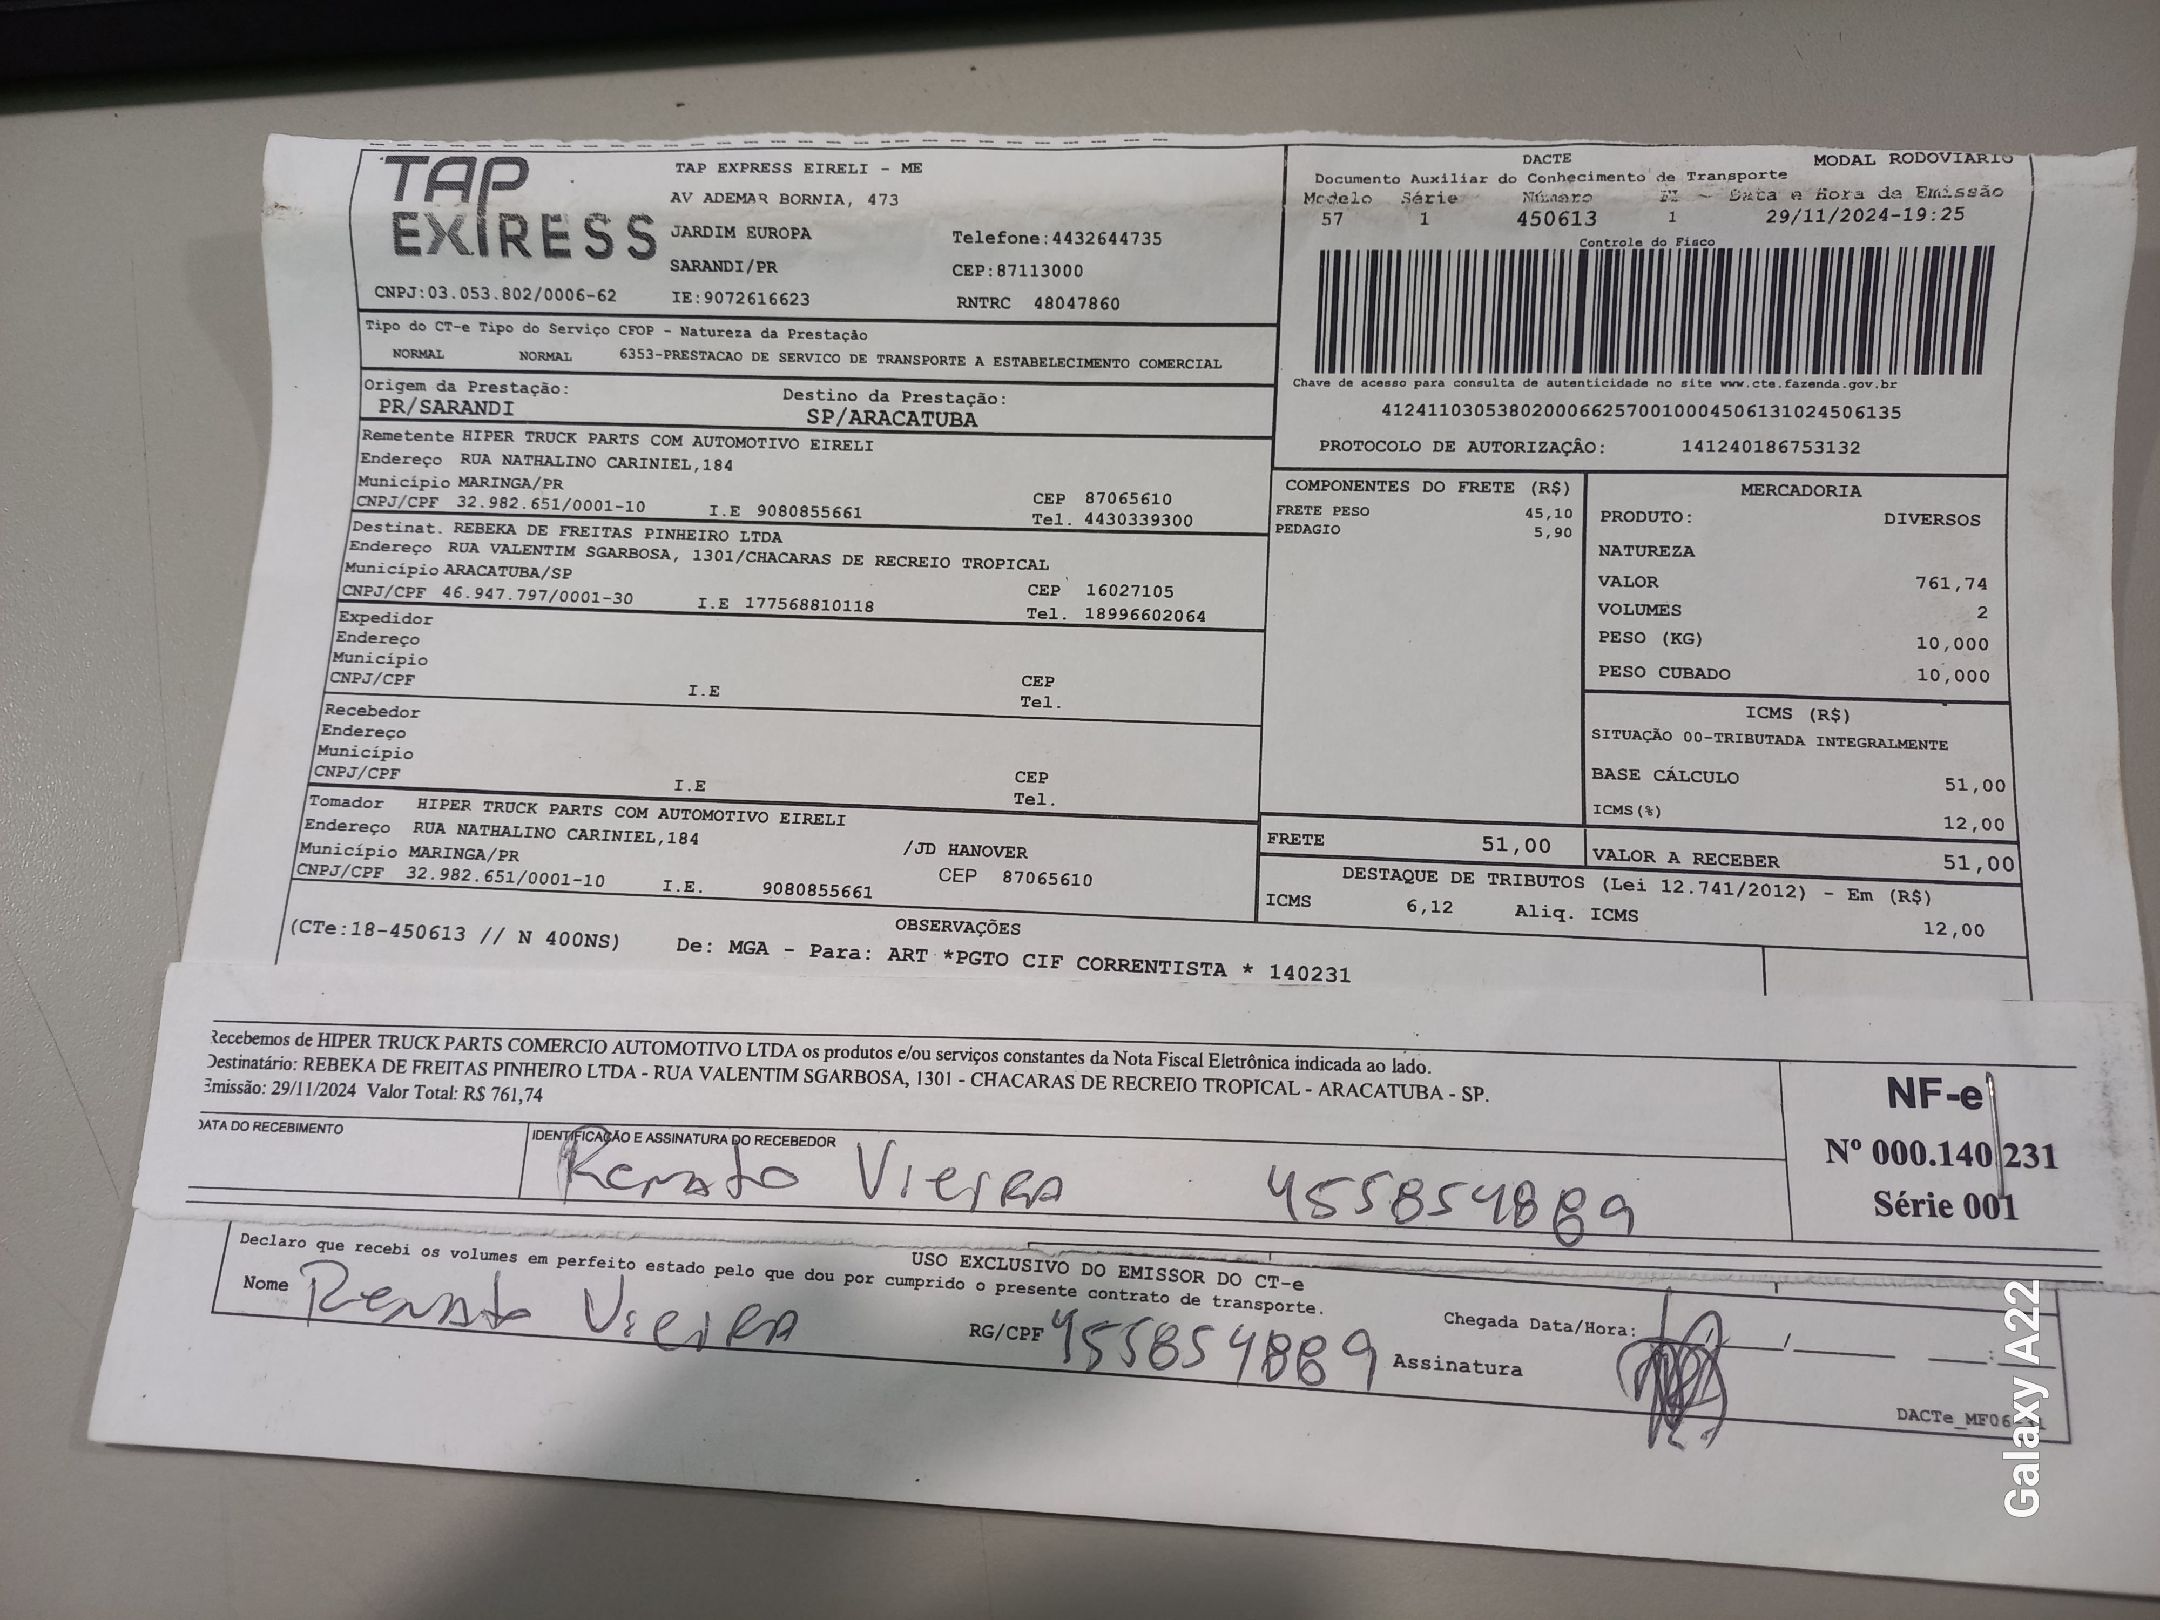 TAP EXPRESS
TAP EXPRESS EIRELI - ME
AV ADEMAR BORNIA, 473
JARDIM EUROPA Telefone:4432644735
SARANDI/PR CEP:87113000
CNPJ:03.053.802/0006-62 IE:9072616623 RNTRC 48047860
DACTE MODAL RODOVIARIO
Documento Auxiliar do Conhecimento de Transporte
Modelo Série Número Fl Data e Hora da Emissão
57 1 450613 1 29/11/2024-19:25
Controle do Fisco
Chave de acesso para consulta de autenticidade no site www.cte.fazenda.gov.br
41241103053802000662570010004506131024506135
PROTOCOLO DE AUTORIZAÇÃO: 141240186753132
Tipo do CT-e Tipo do Serviço CFOP - Natureza da Prestação
NORMAL NORMAL 6353-PRESTACAO DE SERVICO DE TRANSPORTE A ESTABELECIMENTO COMERCIAL
Origem da Prestação: Destino da Prestação:
PR/SARANDI SP/ARACATUBA
Remetente HIPER TRUCK PARTS COM AUTOMOTIVO EIRELI
Endereço RUA NATHALINO CARINIEL,184
Município MARINGA/PR CEP 87065610
CNPJ/CPF 32.982.651/0001-10 I.E 9080855661 Tel. 4430339300
Destinat. REBEKA DE FREITAS PINHEIRO LTDA
Endereço RUA VALENTIM SGARBOSA, 1301/CHACARAS DE RECREIO TROPICAL
Município ARACATUBA/SP CEP 16027105
CNPJ/CPF 46.947.797/0001-30 I.E 177568810118 Tel. 18996602064
Expedidor
Endereço
Município
CNPJ/CPF I.E CEP
Tel.
Recebedor
Endereço
Município
CNPJ/CPF I.E CEP
Tel.
Tomador HIPER TRUCK PARTS COM AUTOMOTIVO EIRELI
Endereço RUA NATHALINO CARINIEL,184 /JD HANOVER
Município MARINGA/PR CEP 87065610
CNPJ/CPF 32.982.651/0001-10 I.E. 9080855661
COMPONENTES DO FRETE (R$)
FRETE PESO 45,10
PEDAGIO 5,90
FRETE 51,00
MERCADORIA
PRODUTO: DIVERSOS
NATUREZA
VALOR 761,74
VOLUMES 2
PESO (KG) 10,000
PESO CUBADO 10,000
ICMS (R$)
SITUAÇÃO 00-TRIBUTADA INTEGRALMENTE
BASE CÁLCULO 51,00
ICMS(%) 12,00
VALOR A RECEBER 51,00
DESTAQUE DE TRIBUTOS (Lei 12.741/2012) - Em (R$)
ICMS 6,12 Aliq. ICMS 12,00
OBSERVAÇÕES
(CTe:18-450613 // N 400NS) De: MGA - Para: ART *PGTO CIF CORRENTISTA * 140231
Recebemos de HIPER TRUCK PARTS COMERCIO AUTOMOTIVO LTDA os produtos e/ou serviços constantes da Nota Fiscal Eletrônica indicada ao lado.
Destinatário: REBEKA DE FREITAS PINHEIRO LTDA - RUA VALENTIM SGARBOSA, 1301 - CHACARAS DE RECREIO TROPICAL - ARACATUBA - SP.
Emissão: 29/11/2024 Valor Total: R$ 761,74
DATA DO RECEBIMENTO IDENTIFICAÇÃO E ASSINATURA DO RECEBEDOR
Renato Vieira 455854889
NF-e
Nº 000.140.231
Série 001
USO EXCLUSIVO DO EMISSOR DO CT-e
Declaro que recebi os volumes em perfeito estado pelo que dou por cumprido o presente contrato de transporte.
Nome Renato Vieira RG/CPF 455854889 Assinatura
Chegada Data/Hora: / / :
DACTe_MF06
Galaxy A22